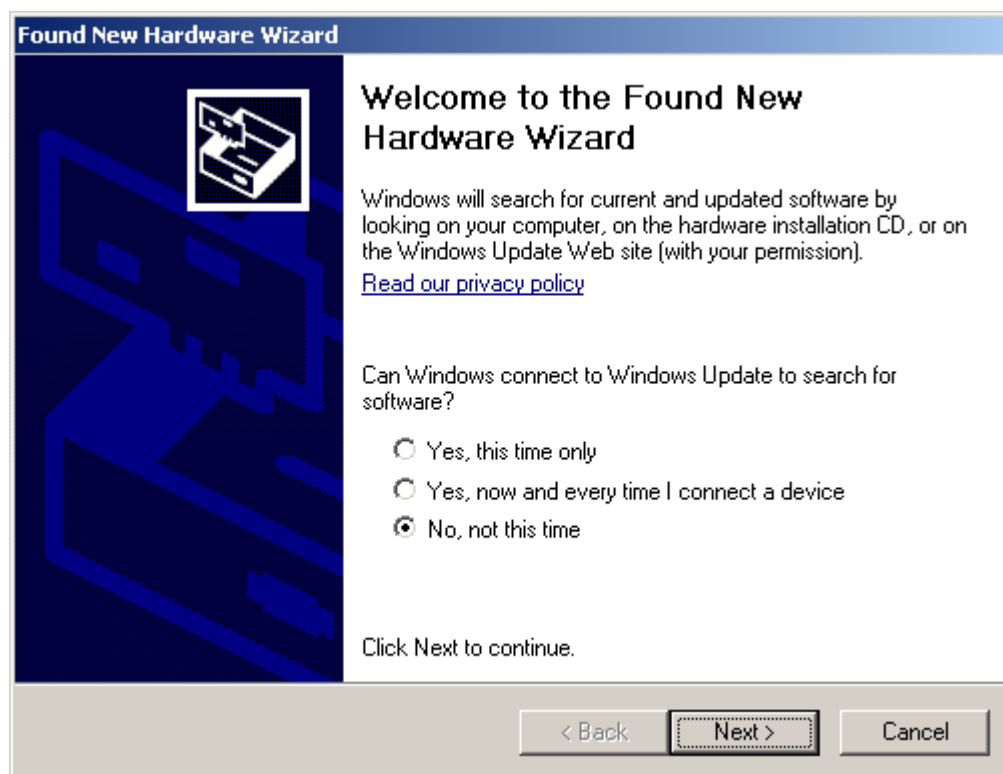 Found New Hardware Wizard
Welcome to the Found New
Hardware Wizard
Windows will search for current and updated software by
looking on your computer, on the hardware installation CD, or on
the Windows Update Web site (with your permission).
Read our privacy policy
Can Windows connect to Windows Update to search for
software?
Yes, this time only
Yes, now and every time I connect a device
No, not this time
Click Next to continue.
< Back Next > Cancel